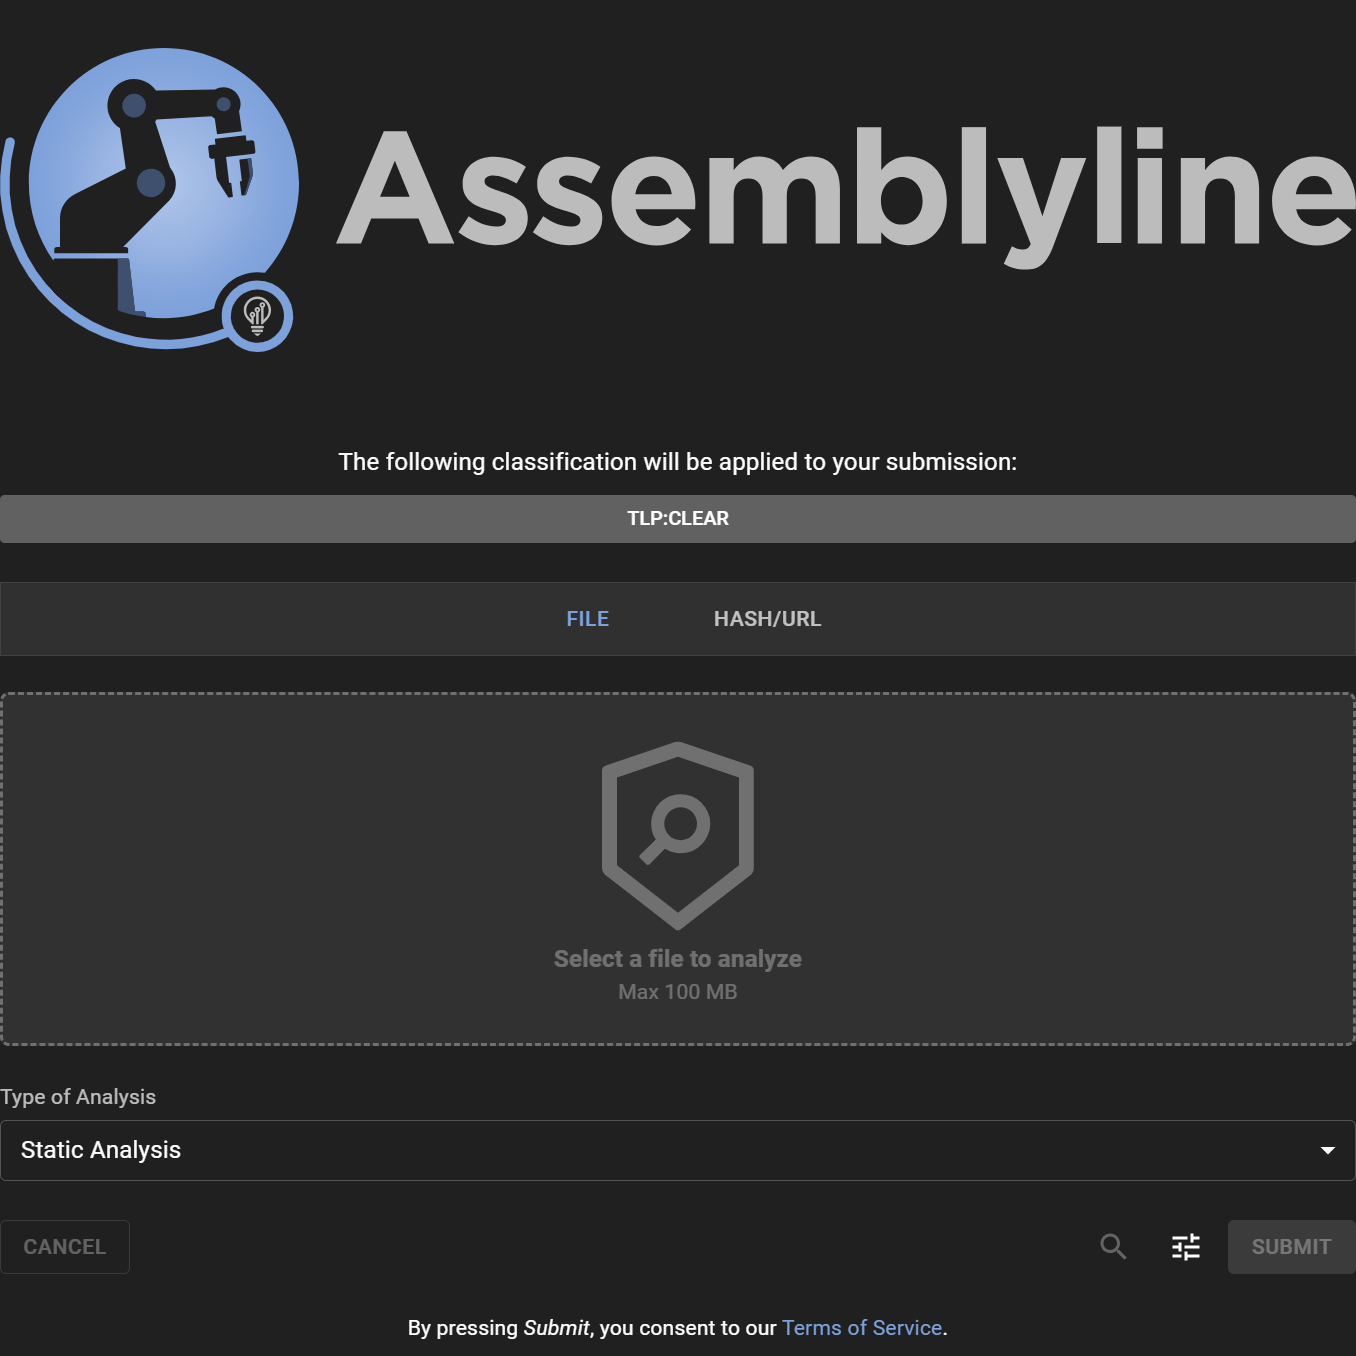 Assemblyline
The following classification will be applied to your submission:
TLP:CLEAR
FILE HASH/URL
Select a file to analyze
Max 100 MB
Type of Analysis
Static Analysis
CANCEL SUBMIT
By pressing Submit, you consent to our Terms of Service.